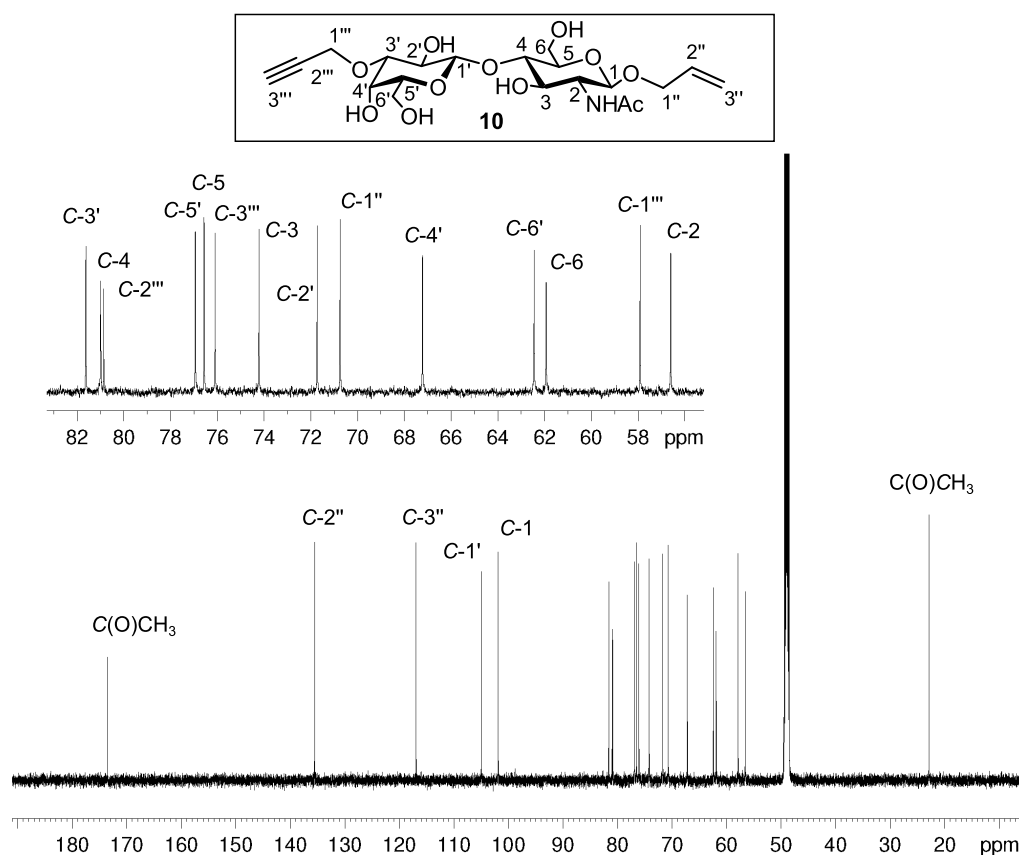 1'''
2'''
3'''
3'
2'
OH
1'
O
4
6
OH
5
O
1
O
2''
1''
3''
O
4'
6'
5'
O
HO
3
2
NHAc
HO
OH
10
C-3'
C-4
C-2'''
C-5'
C-5
C-3'''
C-3
C-2'
C-1''
C-4'
C-6'
C-6
C-1'''
C-2
82 80 78 76 74 72 70 68 66 64 62 60 58 ppm
C(O)CH₃
C-2''
C-3''
C-1'
C-1
C(O)CH₃
180 170 160 150 140 130 120 110 100 90 80 70 60 50 40 30 20 ppm